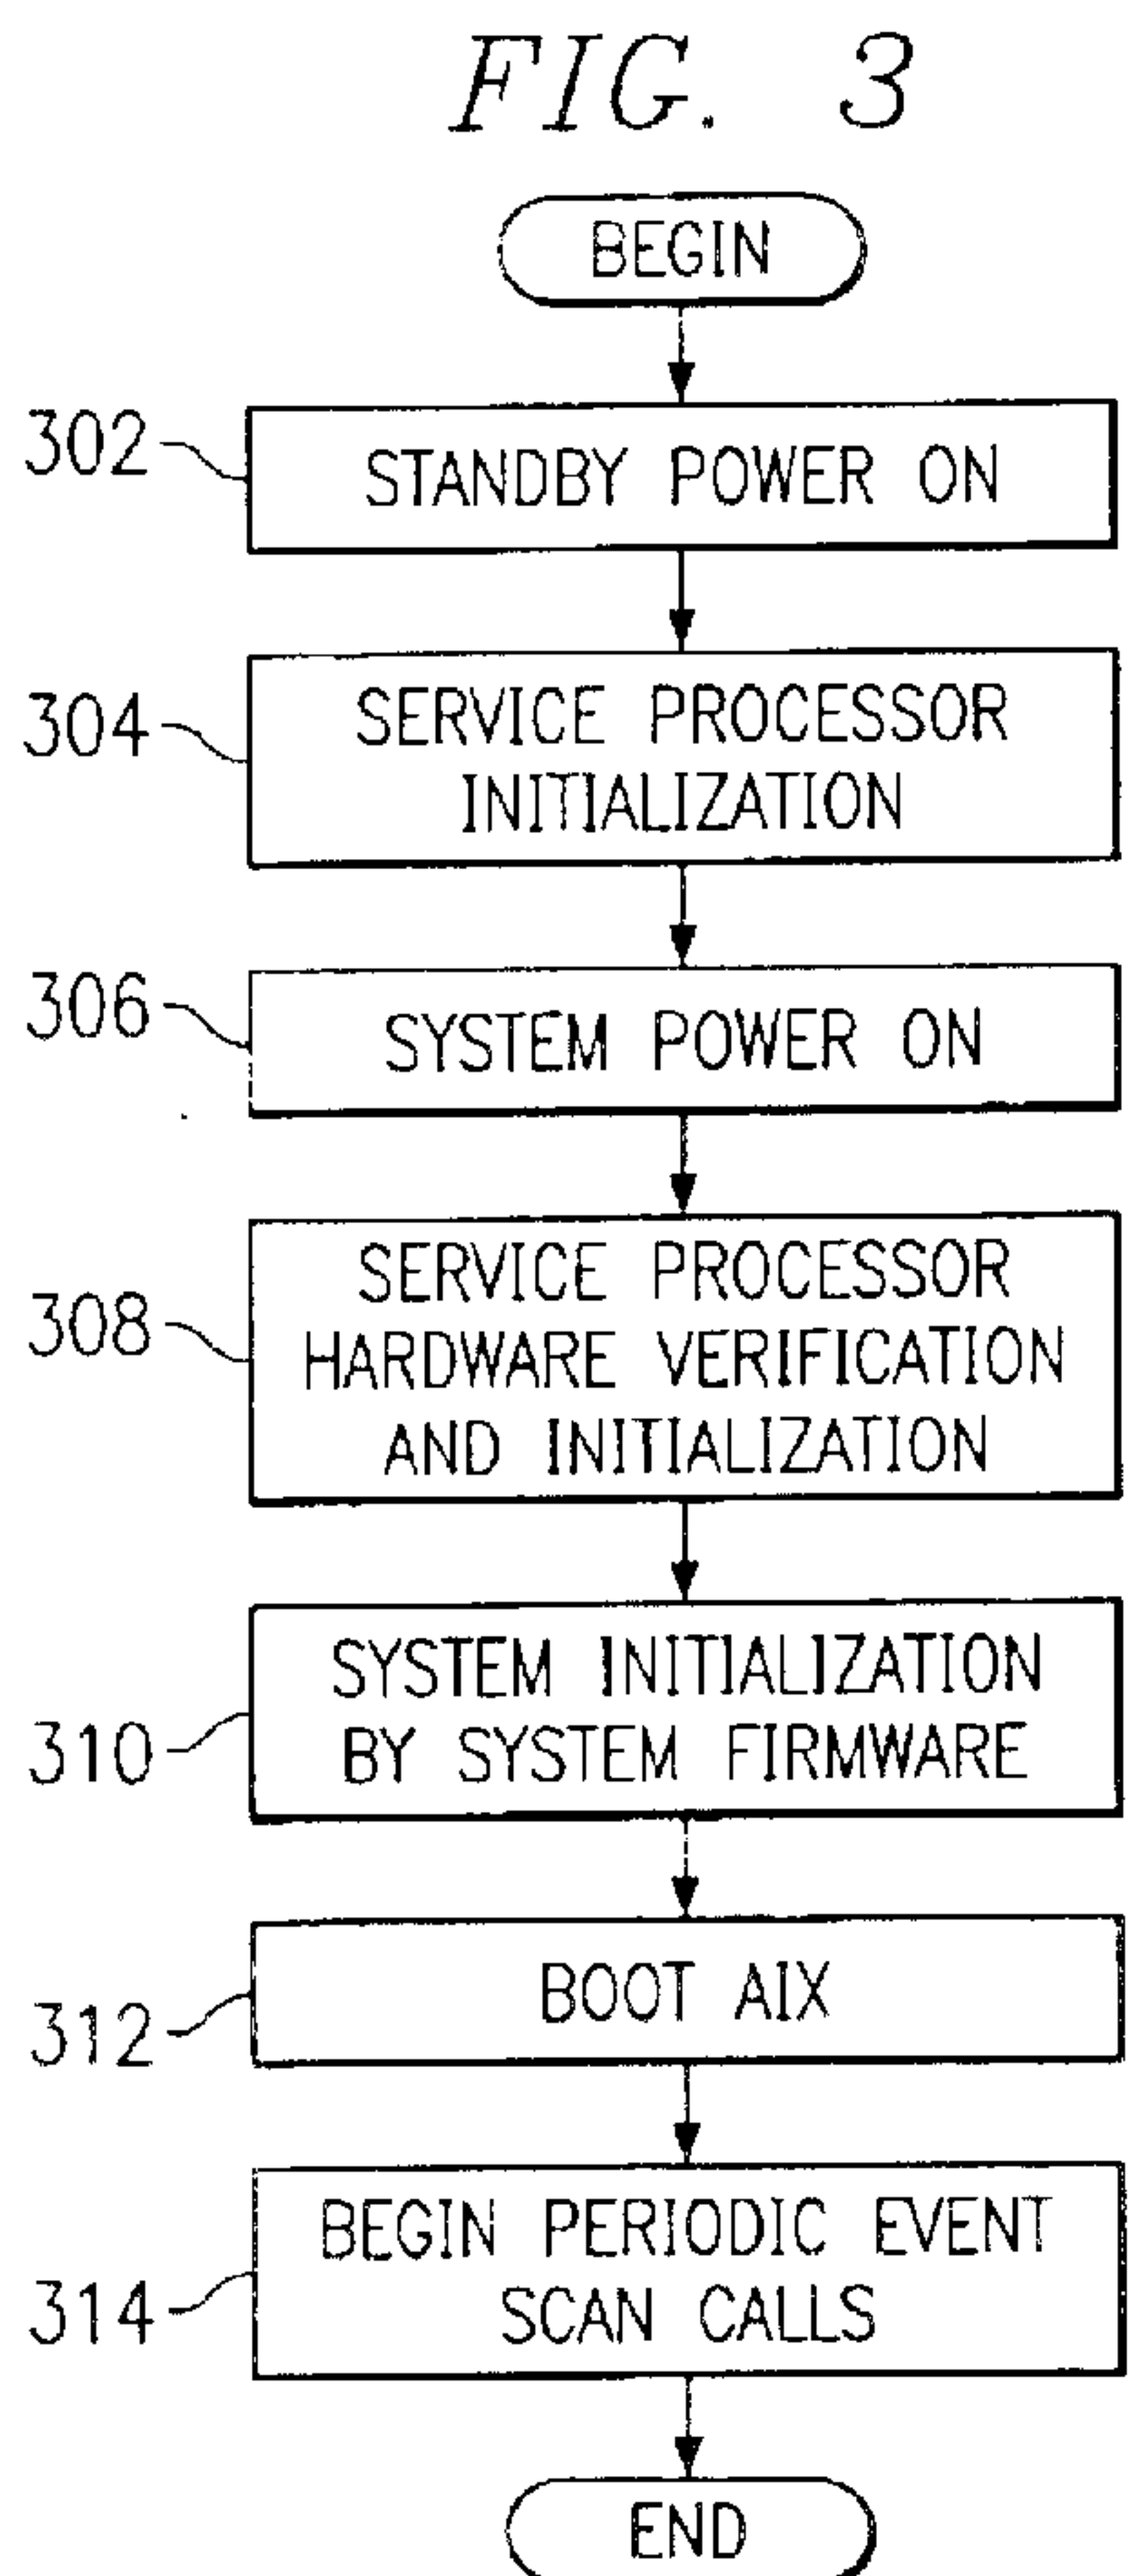 FIG. 3
BEGIN
302
STANDBY POWER ON
304
SERVICE PROCESSOR
INITIALIZATION
306
SYSTEM POWER ON
308
SERVICE PROCESSOR
HARDWARE VERIFICATION
AND INITIALIZATION
310
SYSTEM INITIALIZATION
BY SYSTEM FIRMWARE
312
BOOT AIX
314
BEGIN PERIODIC EVENT
SCAN CALLS
END